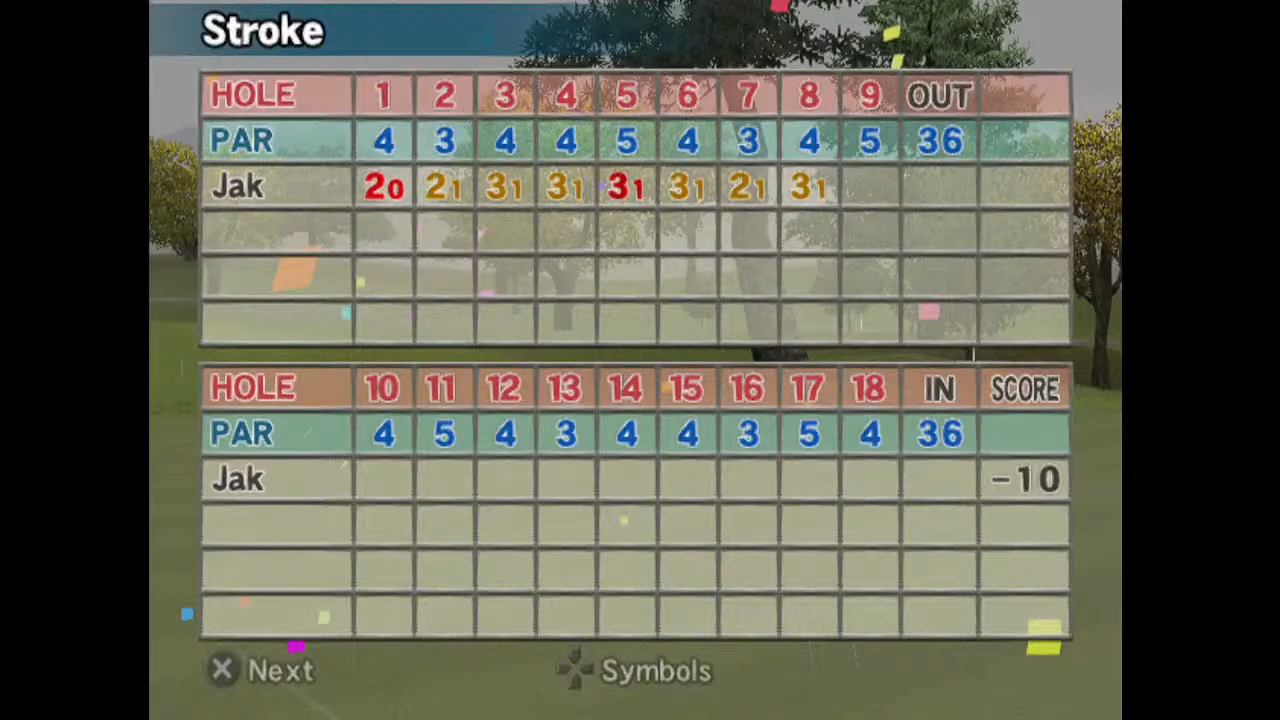 Stroke
HOLE 1 2 3 4 5 6 7 8 9 OUT
PAR 4 3 4 4 5 4 3 4 5 36
Jak 20 21 31 31 31 31 21 31
HOLE 10 11 12 13 14 15 16 17 18 IN SCORE
PAR 4 5 4 3 4 4 3 5 4 36
Jak -10
Next Symbols